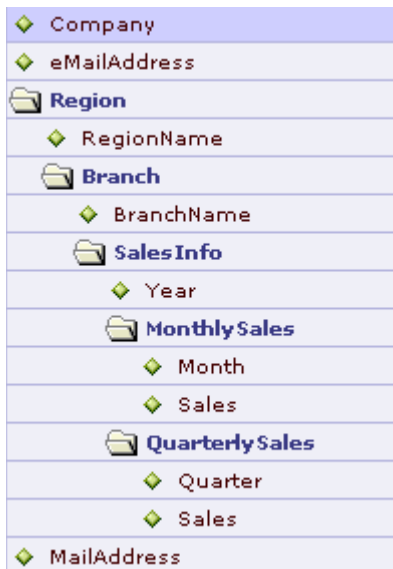 Company
eMailAddress
Region
RegionName
Branch
BranchName
SalesInfo
Year
MonthlySales
Month
Sales
QuarterlySales
Quarter
Sales
MailAddress